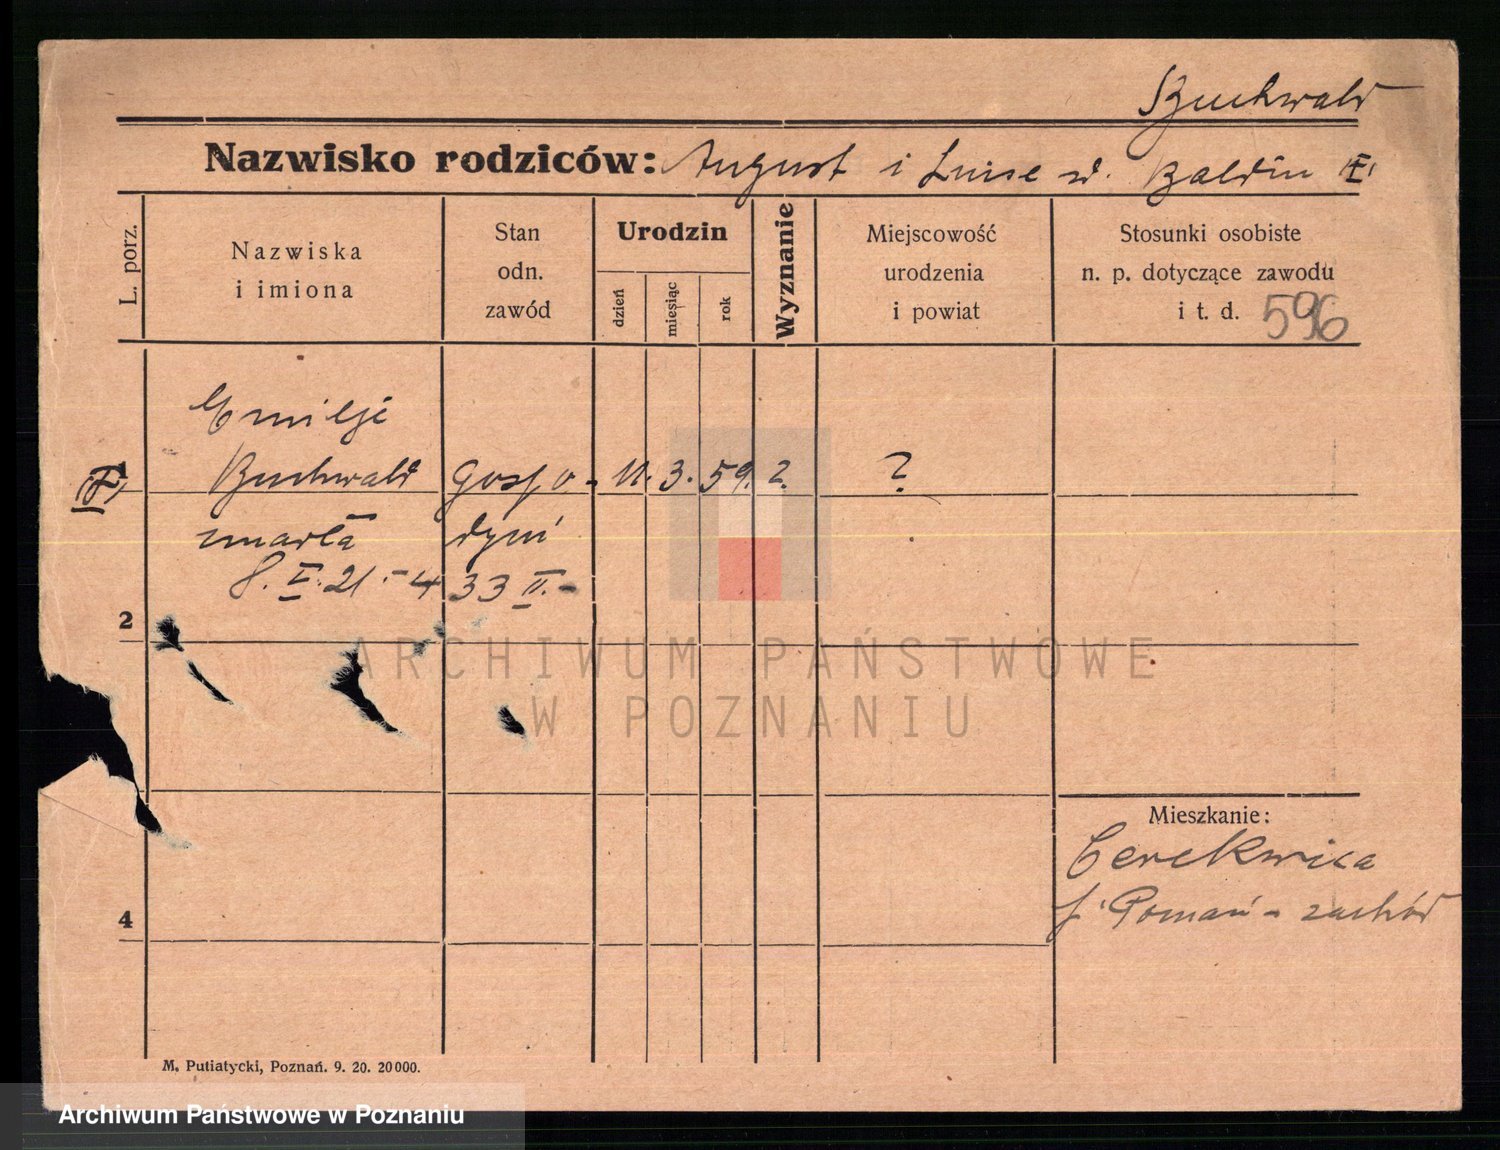 Buchwald
Nazwisko rodziców: August i Luise z d. Baldin
L. porz.
Nazwiska i imiona
Stan odn. zawód
Urodzin
dzień
miesiąc
rok
Wyznanie
Miejscowość urodzenia i powiat
Stosunki osobiste n. p. dotyczące zawodu i t. d.
596
Emilje
Buchwald Gospo- 11. 3. 59. ? ?
umarła dyni
8. I. 21. - 4 33 II. -
2
4
Mieszkanie:
Cerekwica
Poznań - zachód
M. Putiatycki, Poznań. 9. 20. 20000.
ARCHIWUM PAŃSTWOWE
W POZNANIU
Archiwum Państwowe w Poznaniu